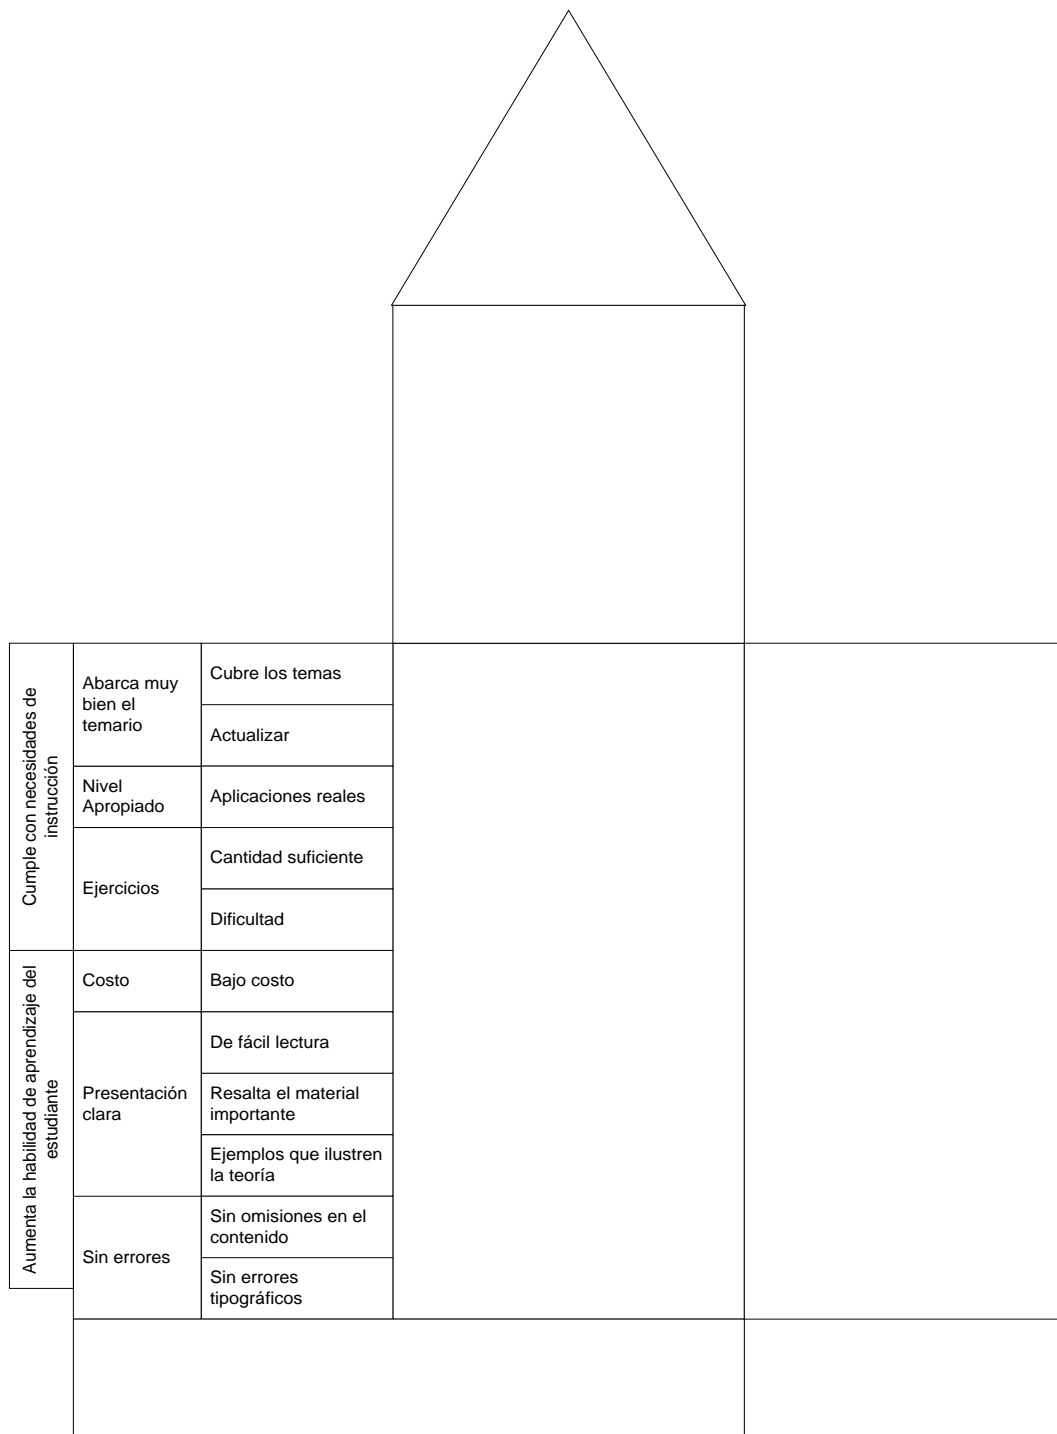 Cumple con necesidades de
instrucción
Abarca muy
bien el
temario
Cubre los temas
Actualizar
Nivel
Apropiado
Aplicaciones reales
Ejercicios
Cantidad suficiente
Dificultad
Aumenta la habilidad de aprendizaje del
estudiante
Costo
Bajo costo
Presentación
clara
De fácil lectura
Resalta el material
importante
Ejemplos que ilustren
la teoría
Sin errores
Sin omisiones en el
contenido
Sin errores
tipográficos